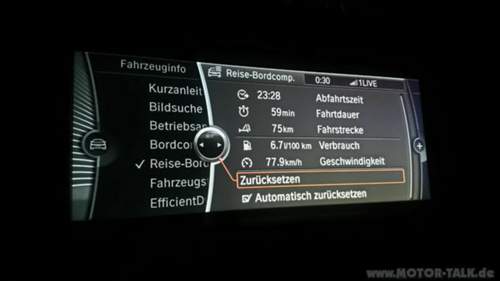 Fahrzeuginfo
Kurzanleit
Bildsuche
Betriebsa
Bordcom
✓ Reise-Bord
Fahrzeugs
EfficientD
Reise-Bordcomp. 0:30 1LIVE
23:28 Abfahrtszeit
59min Fahrtdauer
75km Fahrstrecke
6.7l/100 km Verbrauch
77.9km/h Geschwindigkeit
Zurücksetzen
Automatisch zurücksetzen
www.MOTOR-TALK.de